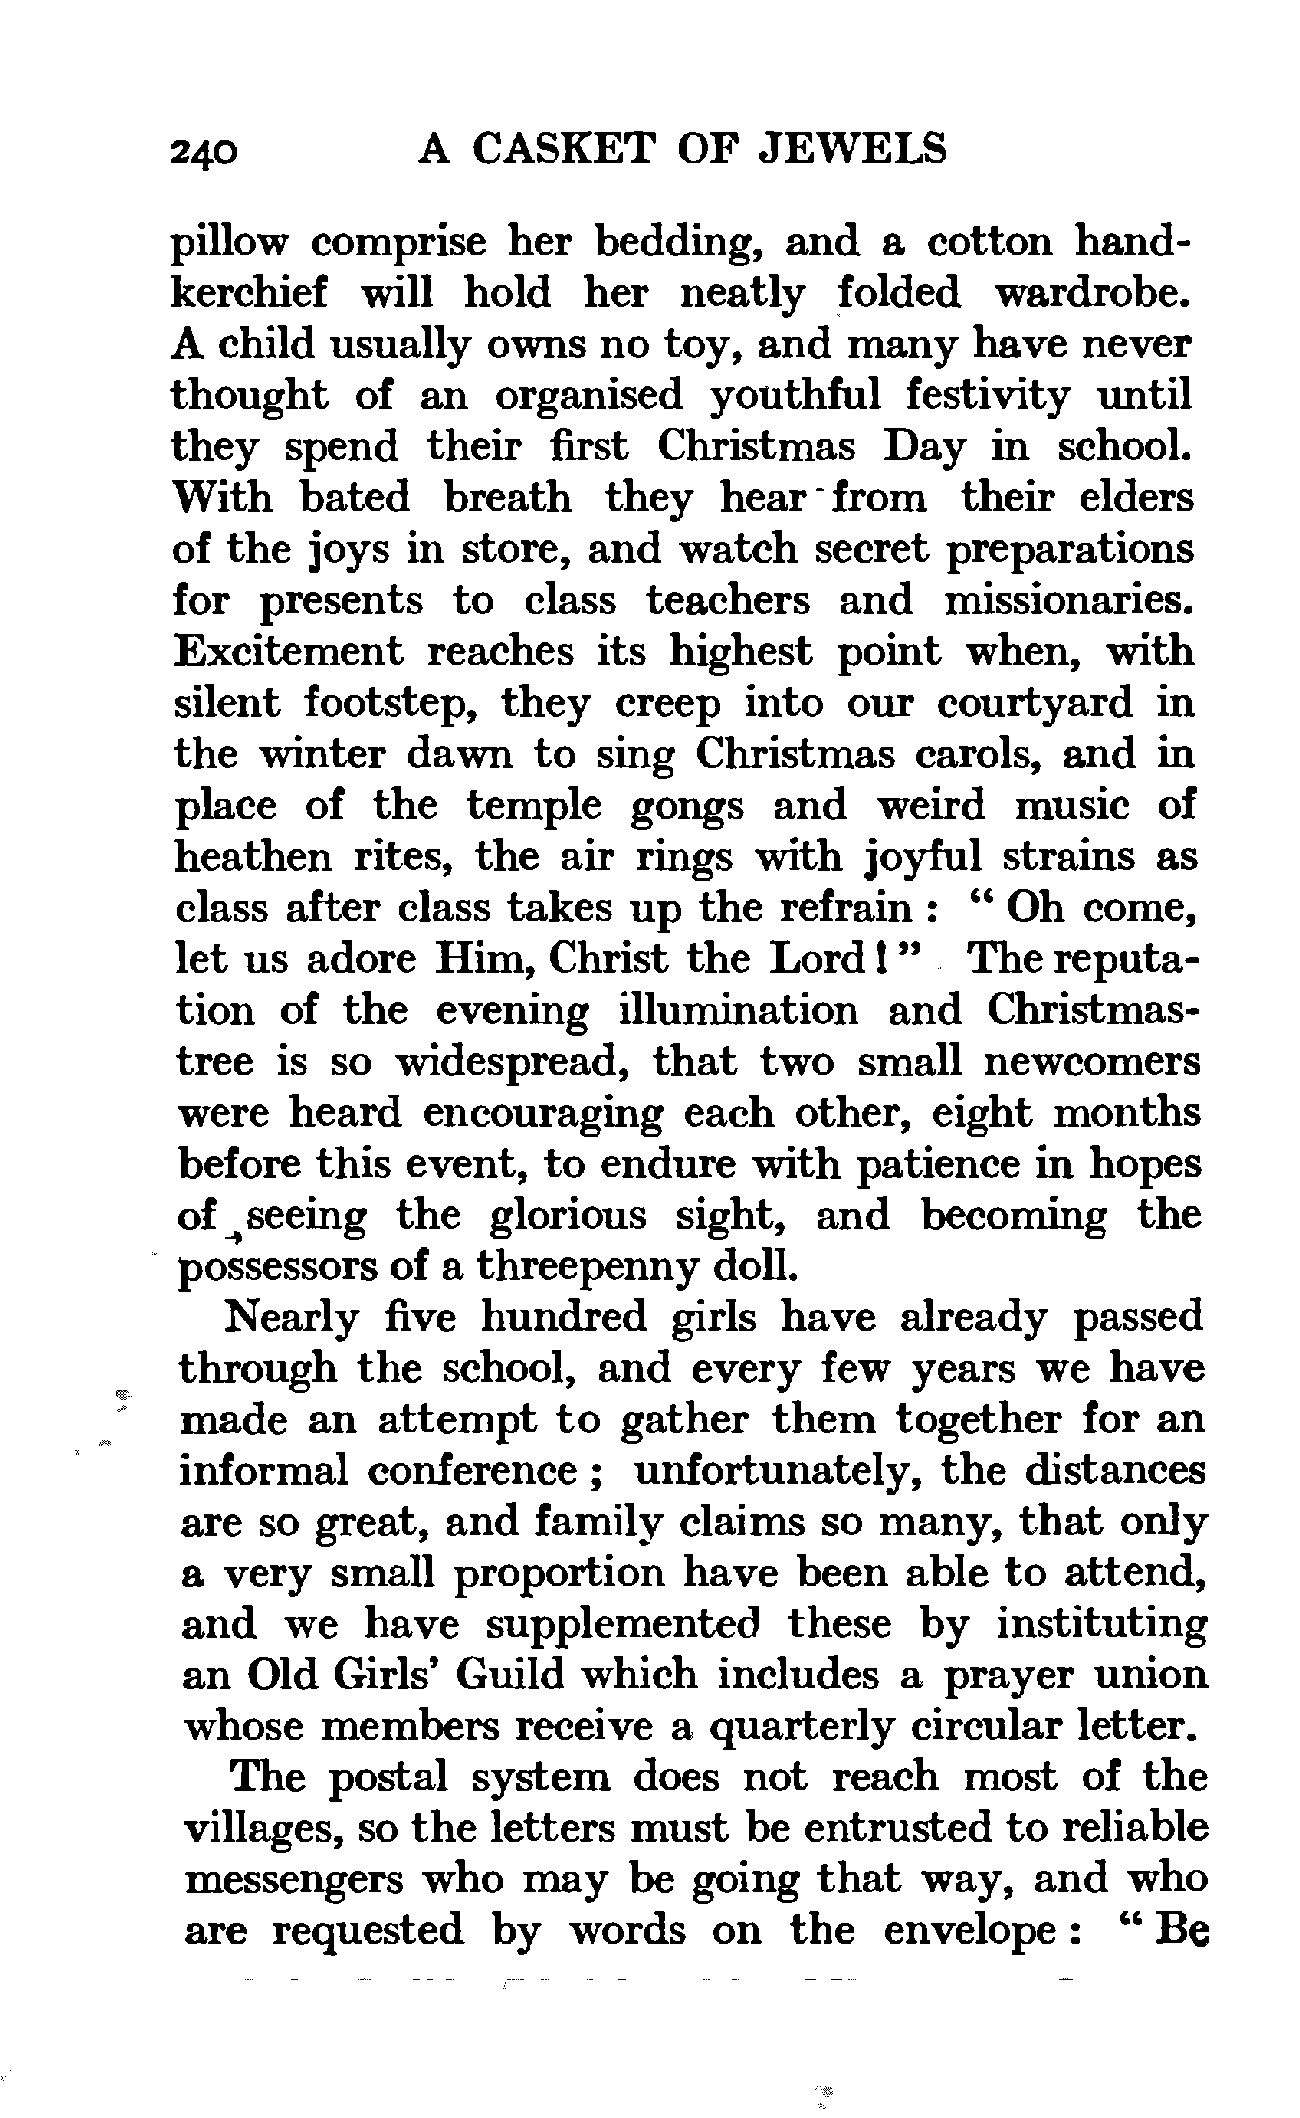 240 A CASKET OF JEWELS
pillow comprise her bedding, and a cotton hand-
kerchief will hold her neatly folded wardrobe.
A child usually owns no toy, and many have never
thought of an organised youthful festivity until
they spend their first Christmas Day in school.
With bated breath they hear from their elders
of the joys in store, and watch secret preparations
for presents to class teachers and missionaries.
Excitement reaches its highest point when, with
silent footstep, they creep into our courtyard in
the winter dawn to sing Christmas carols, and in
place of the temple gongs and weird music of
heathen rites, the air rings with joyful strains as
class after class takes up the refrain : “ Oh come,
let us adore Him, Christ the Lord ! ” The reputa-
tion of the evening illumination and Christmas-
tree is so widespread, that two small newcomers
were heard encouraging each other, eight months
before this event, to endure with patience in hopes
of seeing the glorious sight, and becoming the
possessors of a threepenny doll.
Nearly five hundred girls have already passed
through the school, and every few years we have
made an attempt to gather them together for an
informal conference ; unfortunately, the distances
are so great, and family claims so many, that only
a very small proportion have been able to attend,
and we have supplemented these by instituting
an Old Girls’ Guild which includes a prayer union
whose members receive a quarterly circular letter.
The postal system does not reach most of the
villages, so the letters must be entrusted to reliable
messengers who may be going that way, and who
are requested by words on the envelope : “ Be